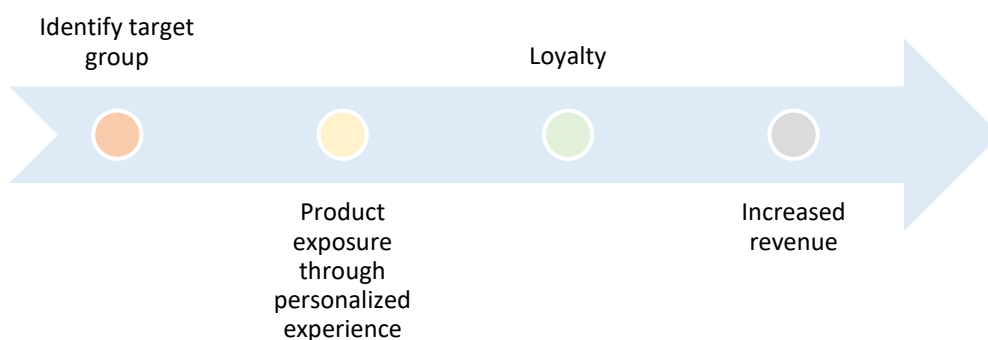 Identify target
group
Product
exposure
through
personalized
experience
Loyalty
Increased
revenue